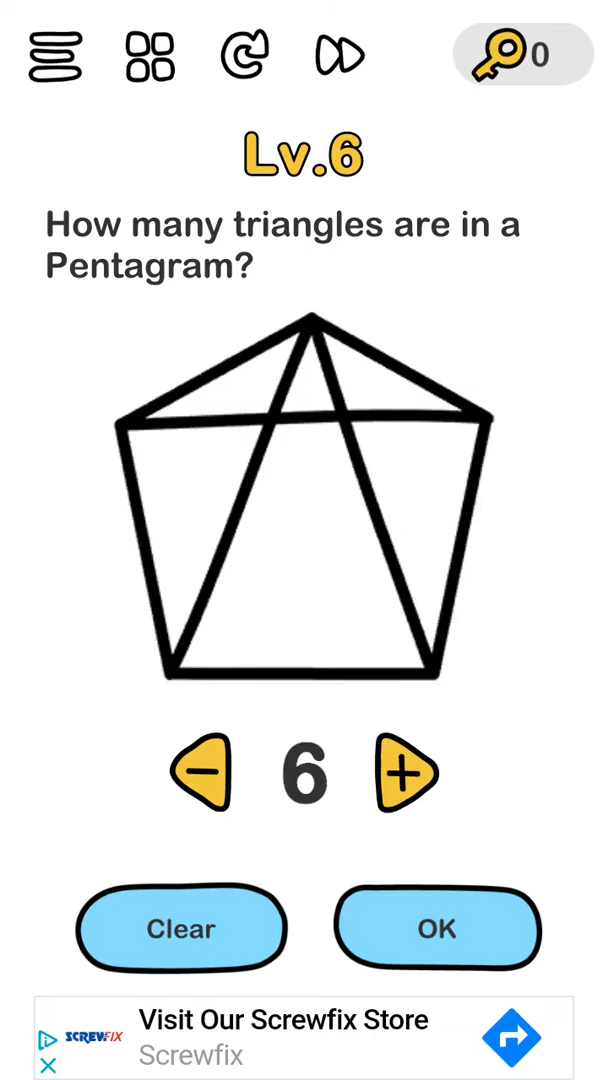 0
Lv.6
How many triangles are in a
Pentagram?
6
Clear
OK
Visit Our Screwfix Store
SCREWFIX
Screwfix